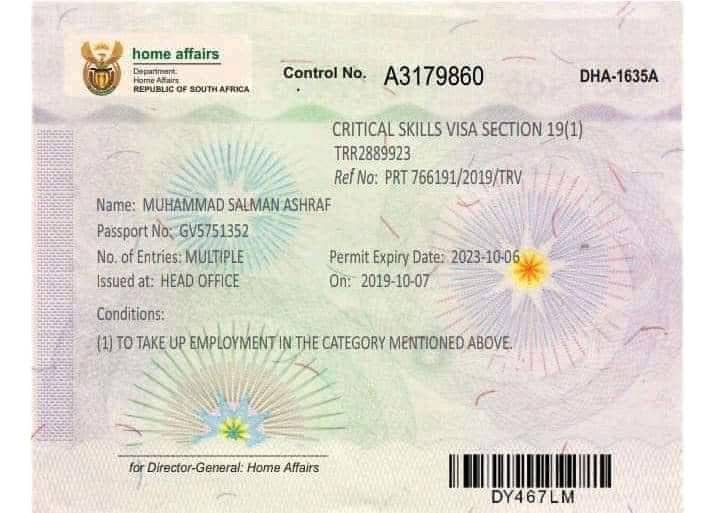 home affairs
Department:
Home Affairs
REPUBLIC OF SOUTH AFRICA
Control No. A3179860
DHA-1635A
CRITICAL SKILLS VISA SECTION 19(1)
TRR2889923
Ref No: PRT 766191/2019/TRV
Name: MUHAMMAD SALMAN ASHRAF
Passport No: GV5751352
No. of Entries: MULTIPLE Permit Expiry Date: 2023-10-06
Issued at: HEAD OFFICE On: 2019-10-07
Conditions:
(1) TO TAKE UP EMPLOYMENT IN THE CATEGORY MENTIONED ABOVE.
for Director-General: Home Affairs
DY467LM